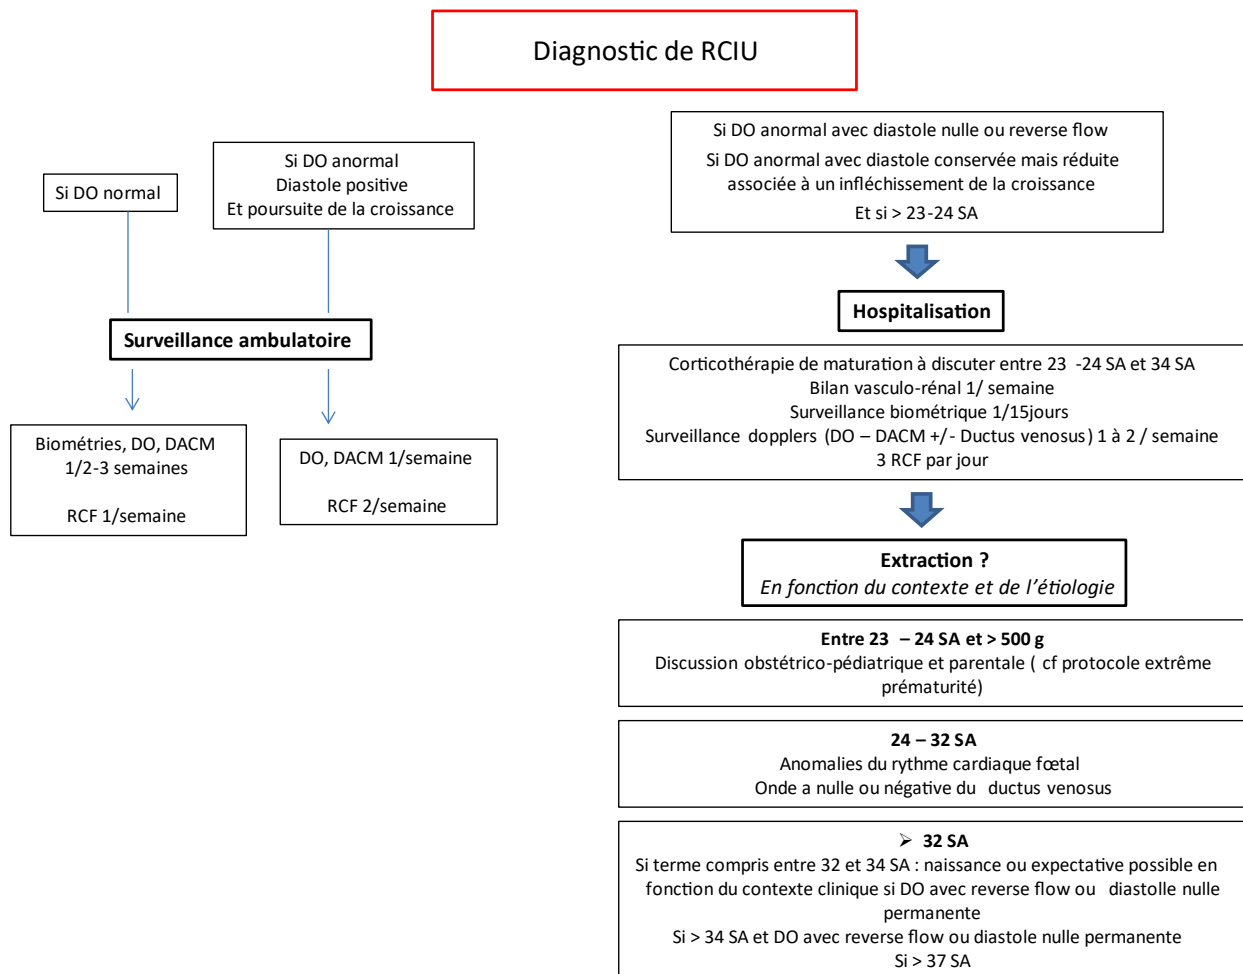 Diagnostic de RCIU
Si DO normal
Si DO anormal
Diastole positive
Et poursuite de la croissance
Surveillance ambulatoire
Biométries, DO, DACM
1/2-3 semaines
RCF 1/semaine
DO, DACM 1/semaine
RCF 2/semaine
Si DO anormal avec diastole nulle ou reverse flow
Si DO anormal avec diastole conservée mais réduite
associée à un infléchissement de la croissance
Et si > 23-24 SA
Hospitalisation
Corticothérapie de maturation à discuter entre 23 -24 SA et 34 SA
Bilan vasculo-rénal 1/ semaine
Surveillance biométrique 1/15jours
Surveillance dopplers (DO – DACM +/- Ductus venosus) 1 à 2 / semaine
3 RCF par jour
Extraction ?
En fonction du contexte et de l'étiologie
Entre 23 – 24 SA et > 500 g
Discussion obstétrico-pédiatrique et parentale ( cf protocole extrême
prématurité)
24 – 32 SA
Anomalies du rythme cardiaque fœtal
Onde a nulle ou négative du ductus venosus
➢ 32 SA
Si terme compris entre 32 et 34 SA : naissance ou expectative possible en
fonction du contexte clinique si DO avec reverse flow ou diastolle nulle
permanente
Si > 34 SA et DO avec reverse flow ou diastole nulle permanente
Si > 37 SA